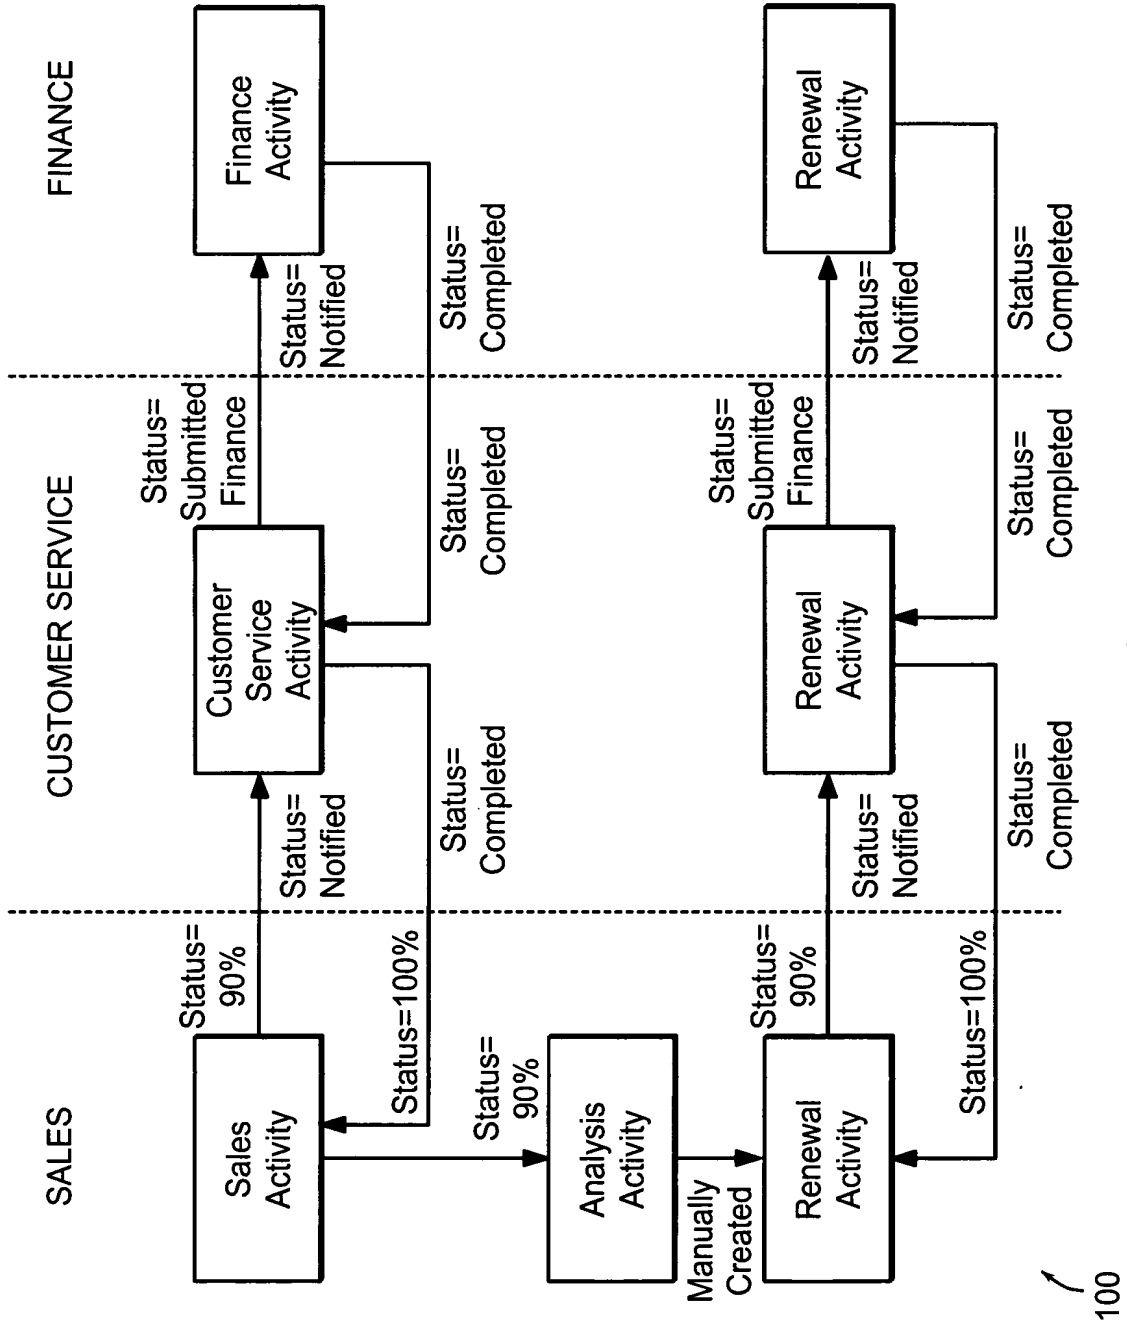 SALES
CUSTOMER SERVICE
FINANCE
Sales
Activity
Status=
90%
Status=
Notified
Customer
Service
Activity
Status=
Submitted
Finance
Status=
Notified
Finance
Activity
Status=100%
Status=
Completed
Status=
Completed
Status=
Completed
Status=
90%
Analysis
Activity
Manually
Created
Renewal
Activity
Status=
90%
Status=
Notified
Renewal
Activity
Status=
Submitted
Finance
Status=
Notified
Renewal
Activity
Status=100%
Status=
Completed
Status=
Completed
Status=
Completed
100